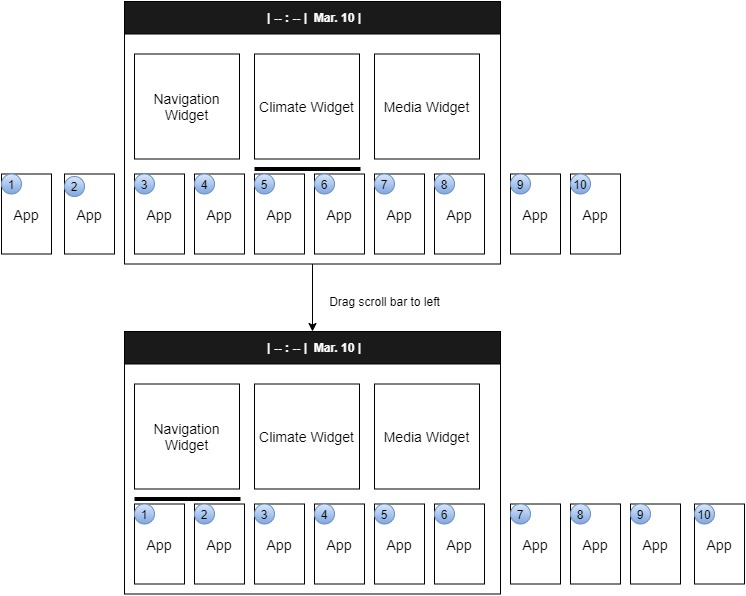 | -- : -- | Mar. 10 |
Navigation
Widget
Climate Widget
Media Widget
1 2 3 4 5 6 7 8 9 10
App App App App App App App App App App
Drag scroll bar to left
| -- : -- | Mar. 10 |
Navigation
Widget
Climate Widget
Media Widget
1 2 3 4 5 6 7 8 9 10
App App App App App App App App App App